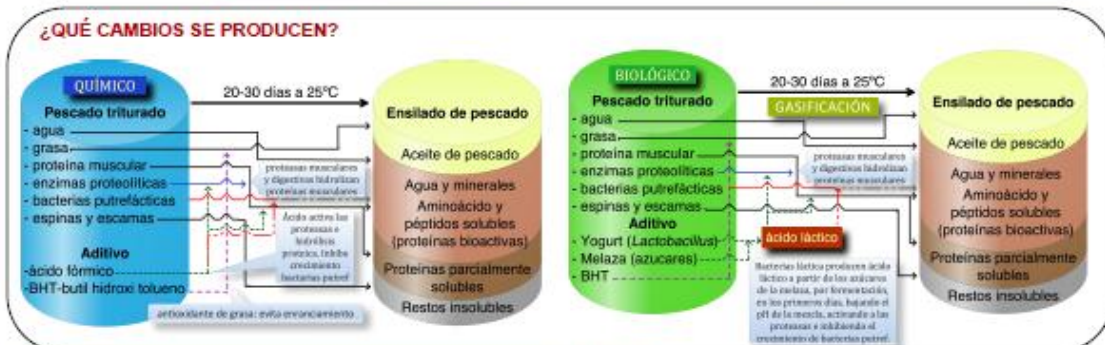 ¿QUÉ CAMBIOS SE PRODUCEN?
QUÍMICO
20-30 días a 25ºC
Pescado triturado
- agua
- grasa
- proteína muscular
- enzimas proteolíticas
- bacterias putrefácticas
- espinas y escamas
Aditivo
-ácido fórmico
-BHT-butil hidroxi tolueno
proteasas musculares
y digestivas hidrolizan
proteínas musculares
Ácido activa las
proteasas e
hidroliza
proteica, Inhibe
crecimiento
bacterias putref
antioxidante de grasa: evita enranciamiento
Ensilado de pescado
Aceite de pescado
Agua y minerales
Aminoácido y
péptidos solubles
(proteínas bioactivas)
Proteínas parcialmente
solubles
Restos insolubles
BIOLÓGICO
20-30 días a 25ºC
GASIFICACIÓN
Pescado triturado
- agua
- grasa
- proteína muscular
- enzimas proteolíticas
- bacterias putrefácticas
- espinas y escamas
Aditivo
- Yogurt (Lactobacillus)
- Melaza (azucares)
- BHT
proteasas musculares
y digestivas hidrolizan
proteínas musculares
ácido láctico
Bacterias láctica producen ácido
láctico a partir de los azúcares
de la melaza, por fermentación,
en los primeros días, bajando el
pH de la mezcla, activando a las
proteasas e inhibiendo el
crecimiento de bacterias putref.
Ensilado de pescado
Aceite de pescado
Agua y minerales
Aminoácido y
péptidos solubles
(proteínas bioactivas)
Proteínas parcialmente
solubles
Restos insolubles